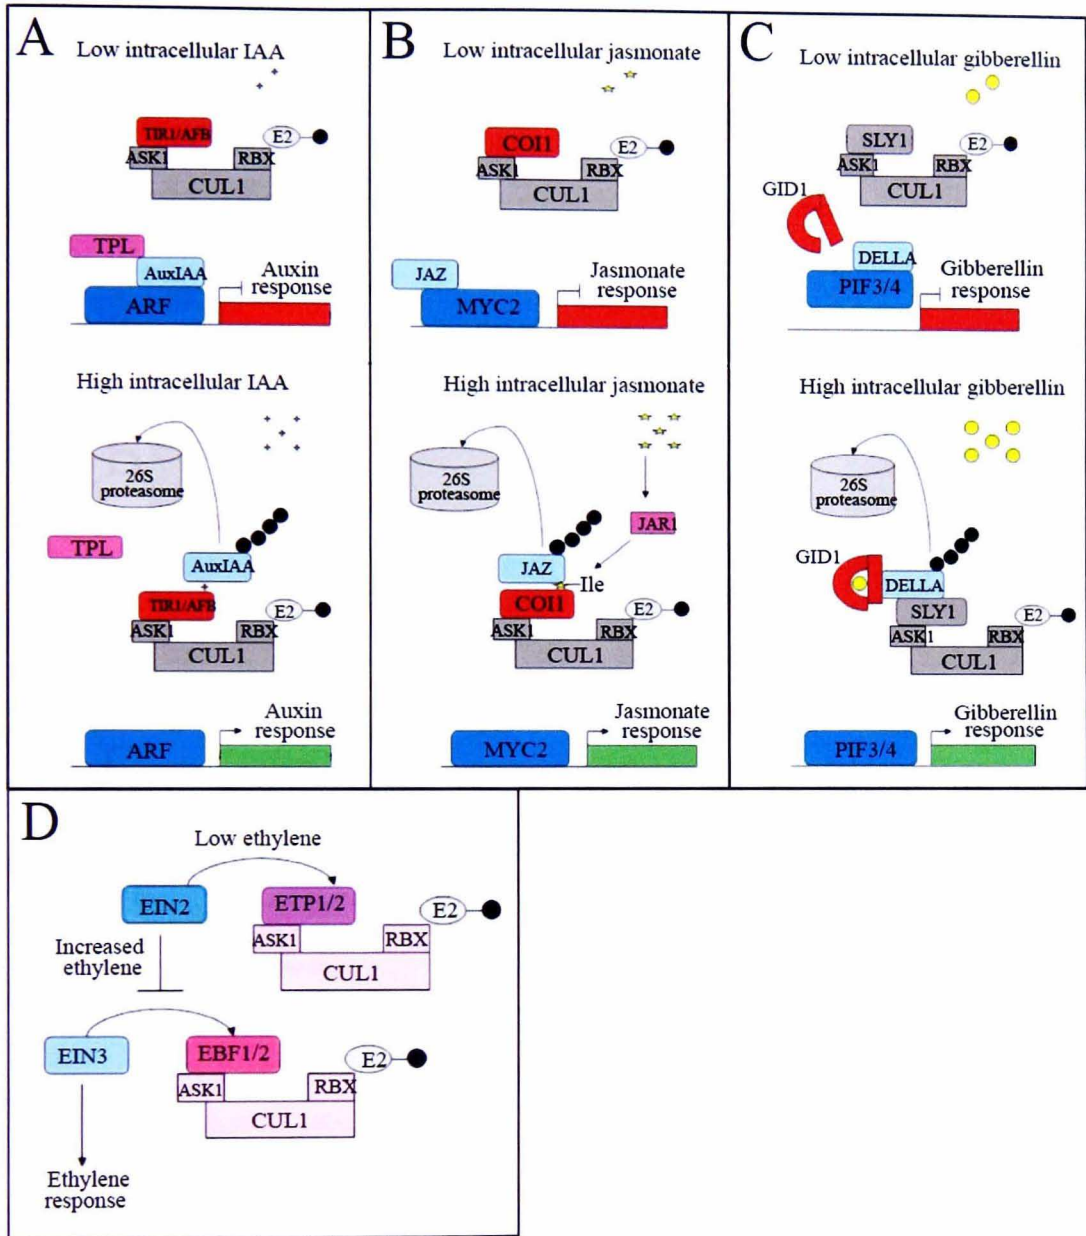 A
Low intracellular IAA
TIR1/AFB
E2
ASK1
RBX
CUL1
TPL
AuxIAA
Auxin
response
ARF
High intracellular IAA
26S
proteasome
TPL
AuxIAA
TIR1/AFB
E2
ASK1
RBX
CUL1
Auxin
response
ARF
B
Low intracellular jasmonate
COI1
E2
ASK1
RBX
CUL1
JAZ
Jasmonate
response
MYC2
High intracellular jasmonate
26S
proteasome
JAR1
JAZ
Ile
COI1
E2
ASK1
RBX
CUL1
Jasmonate
response
MYC2
C
Low intracellular gibberellin
SLY1
E2
ASK1
RBX
CUL1
GID1
DELLA
Gibberellin
response
PIF3/4
High intracellular gibberellin
26S
proteasome
GID1
DELLA
SLY1
E2
ASK1
RBX
CUL1
Gibberellin
response
PIF3/4
D
Low ethylene
EIN2
ETP1/2
E2
ASK1
RBX
CUL1
Increased
ethylene
EIN3
EBF1/2
E2
ASK1
RBX
CUL1
Ethylene
response